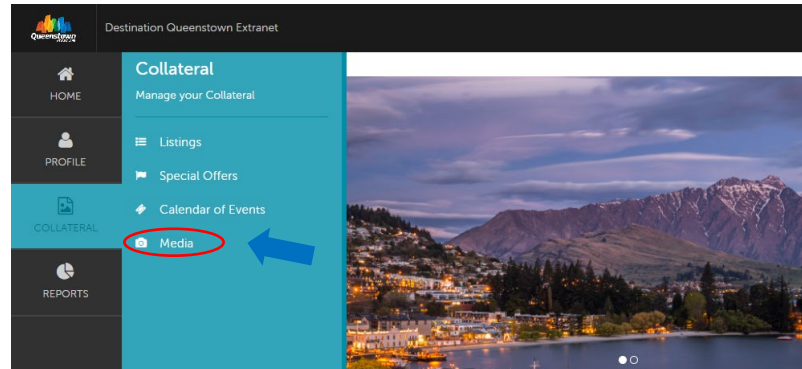 Queenstown
Destination Queenstown Extranet
HOME
PROFILE
COLLATERAL
REPORTS
Collateral
Manage your Collateral
Listings
Special Offers
Calendar of Events
Media